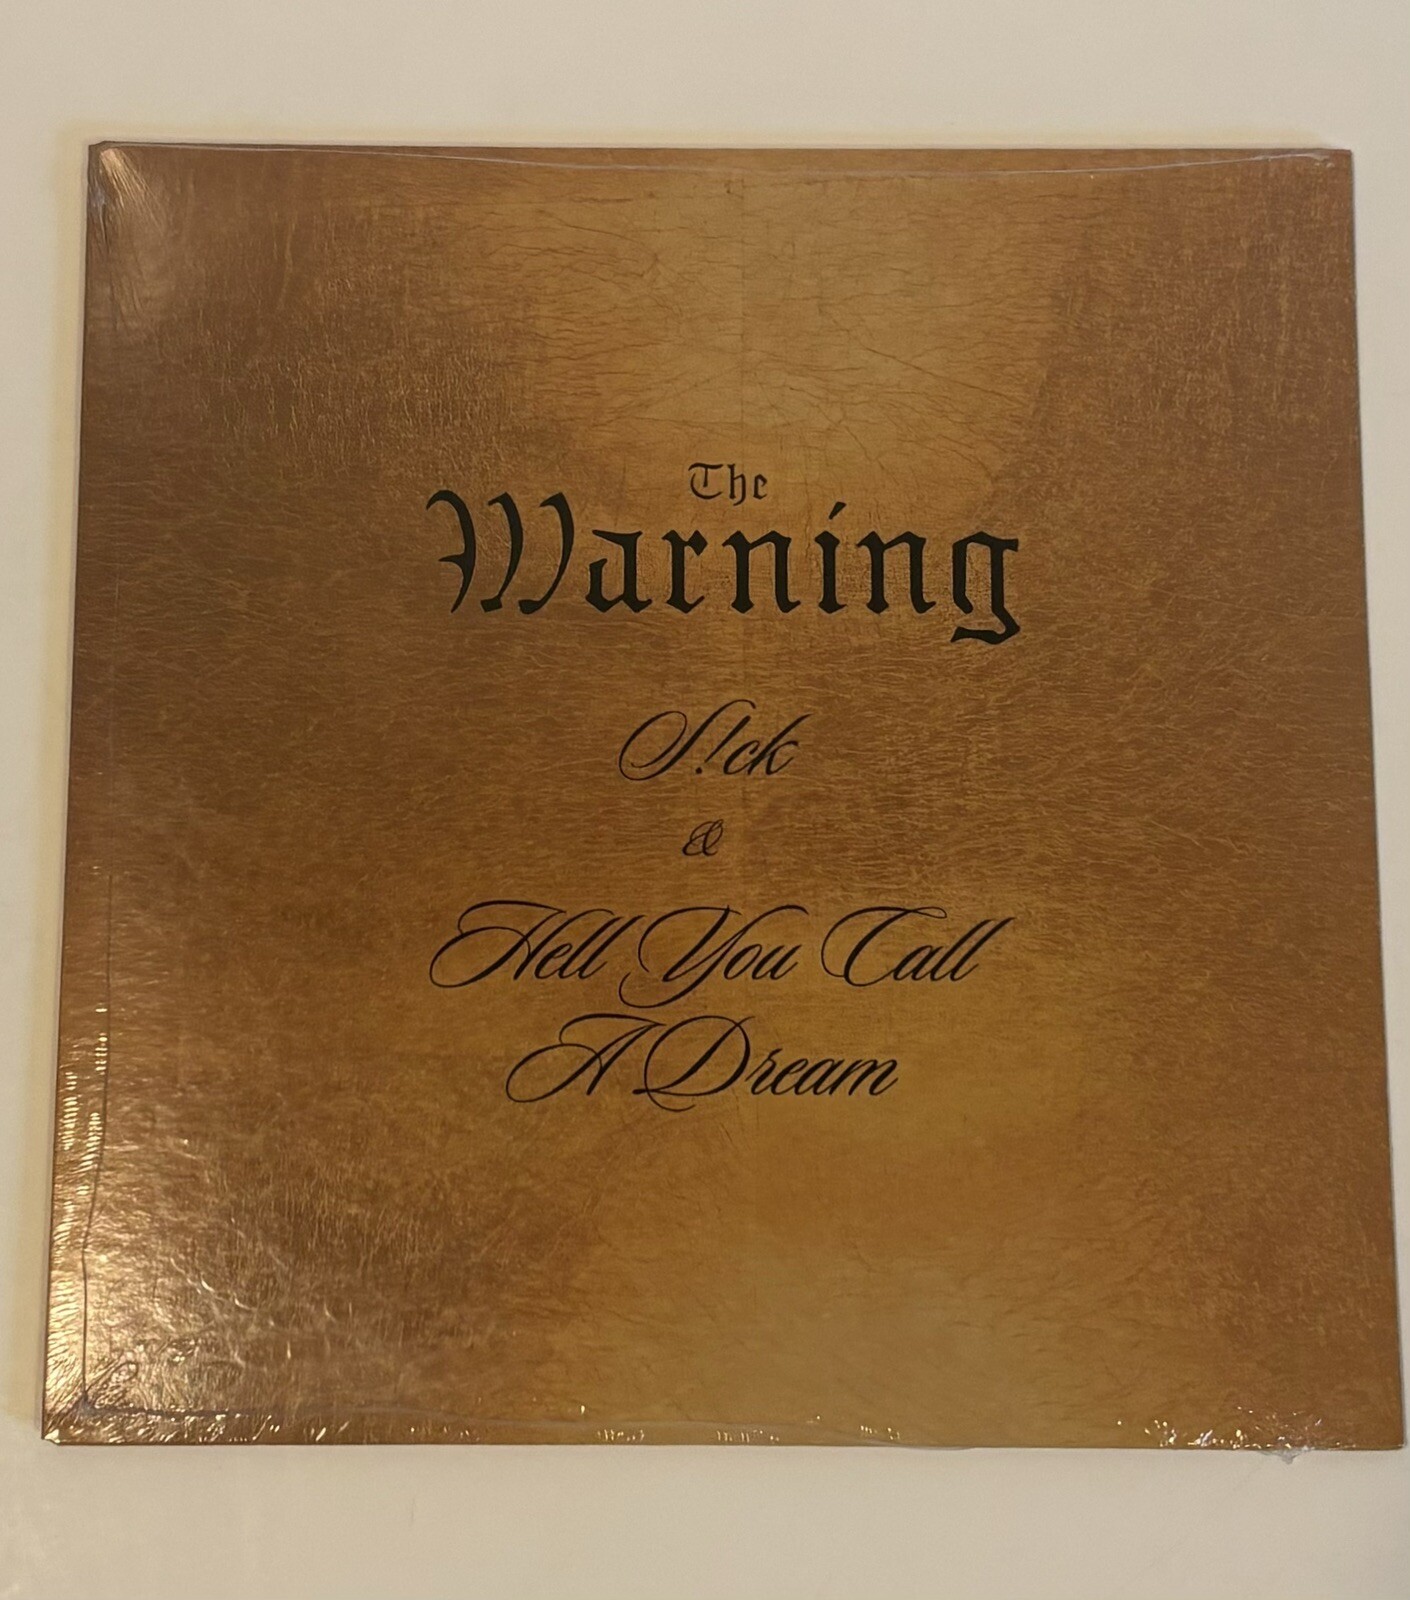 The
Warning
S!ck
&
Hell You Call
A Dream